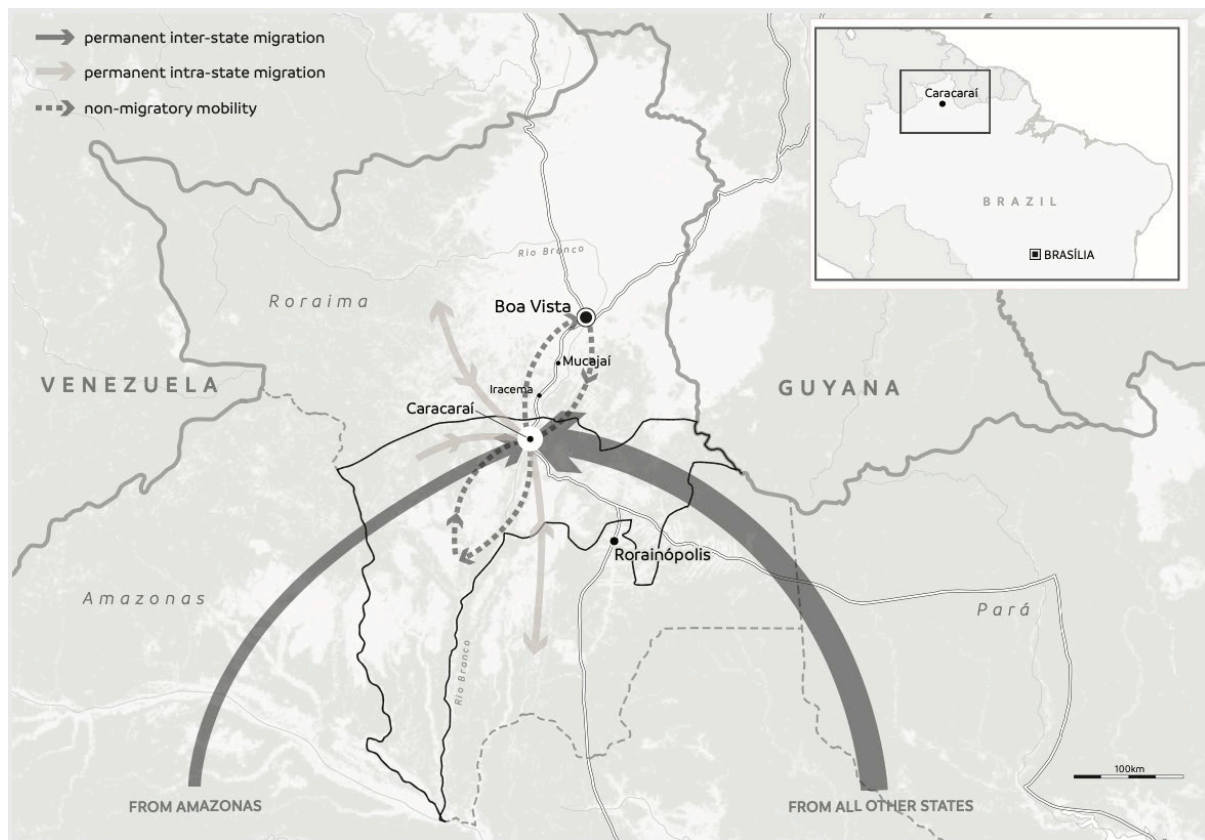 permanent inter-state migration
permanent intra-state migration
non-migratory mobility
Caracaraí
BRAZIL
BRASÍLIA
Rio Branco
Roraima
Boa Vista
Mucajaí
VENEZUELA
Iracema
GUYANA
Caracaraí
Rorainópolis
Amazonas
Pará
Rio Branco
100km
FROM AMAZONAS
FROM ALL OTHER STATES